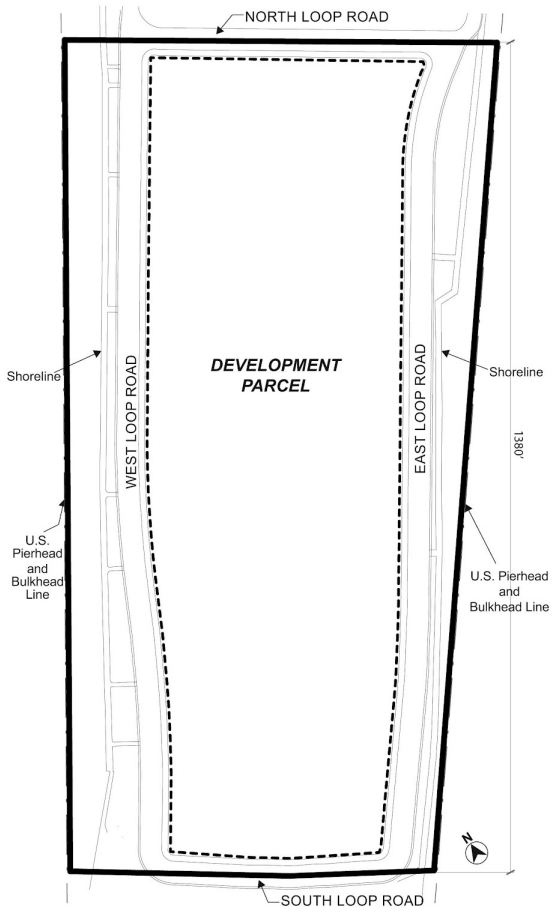 NORTH LOOP ROAD
DEVELOPMENT
PARCEL
WEST LOOP ROAD
EAST LOOP ROAD
Shoreline
Shoreline
1380'
U.S.
Pierhead
and
Bulkhead
Line
U.S. Pierhead
and
Bulkhead Line
N
SOUTH LOOP ROAD